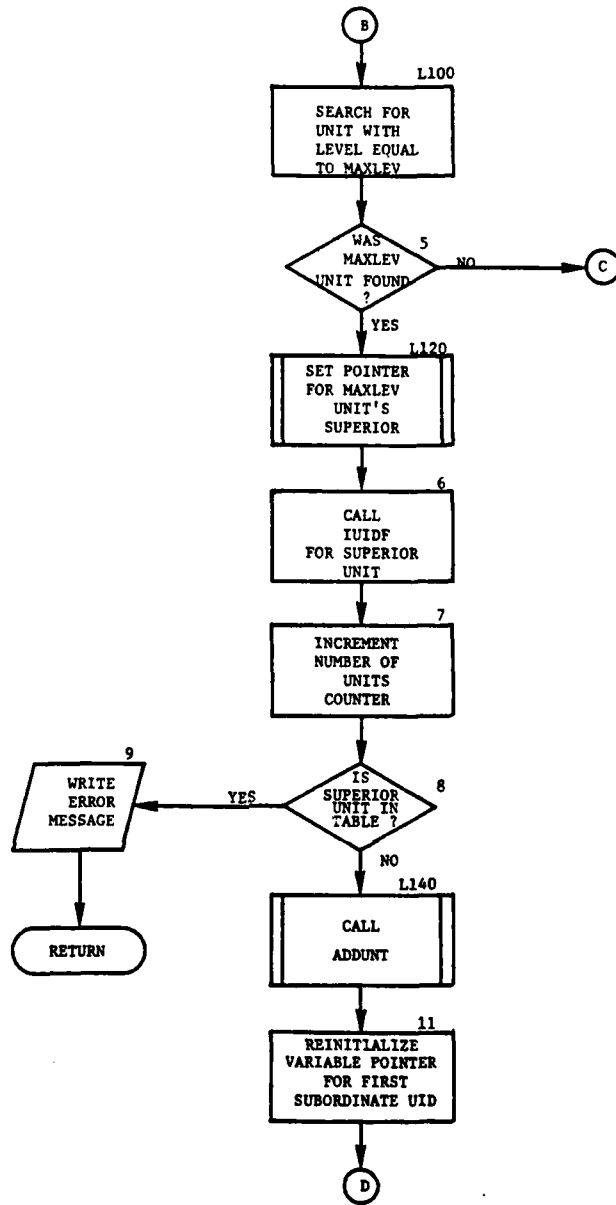 B
L100
SEARCH FOR
UNIT WITH
LEVEL EQUAL
TO MAXLEV
5
WAS
MAXLEV
UNIT FOUND
?
NO
C
YES
L120
SET POINTER
FOR MAXLEV
UNIT'S
SUPERIOR
6
CALL
IUIDF
FOR SUPERIOR
UNIT
7
INCREMENT
NUMBER OF
UNITS
COUNTER
8
IS
SUPERIOR
UNIT IN
TABLE ?
YES
9
WRITE
ERROR
MESSAGE
RETURN
NO
L140
CALL
ADDUNT
11
REINITIALIZE
VARIABLE POINTER
FOR FIRST
SUBORDINATE UID
D